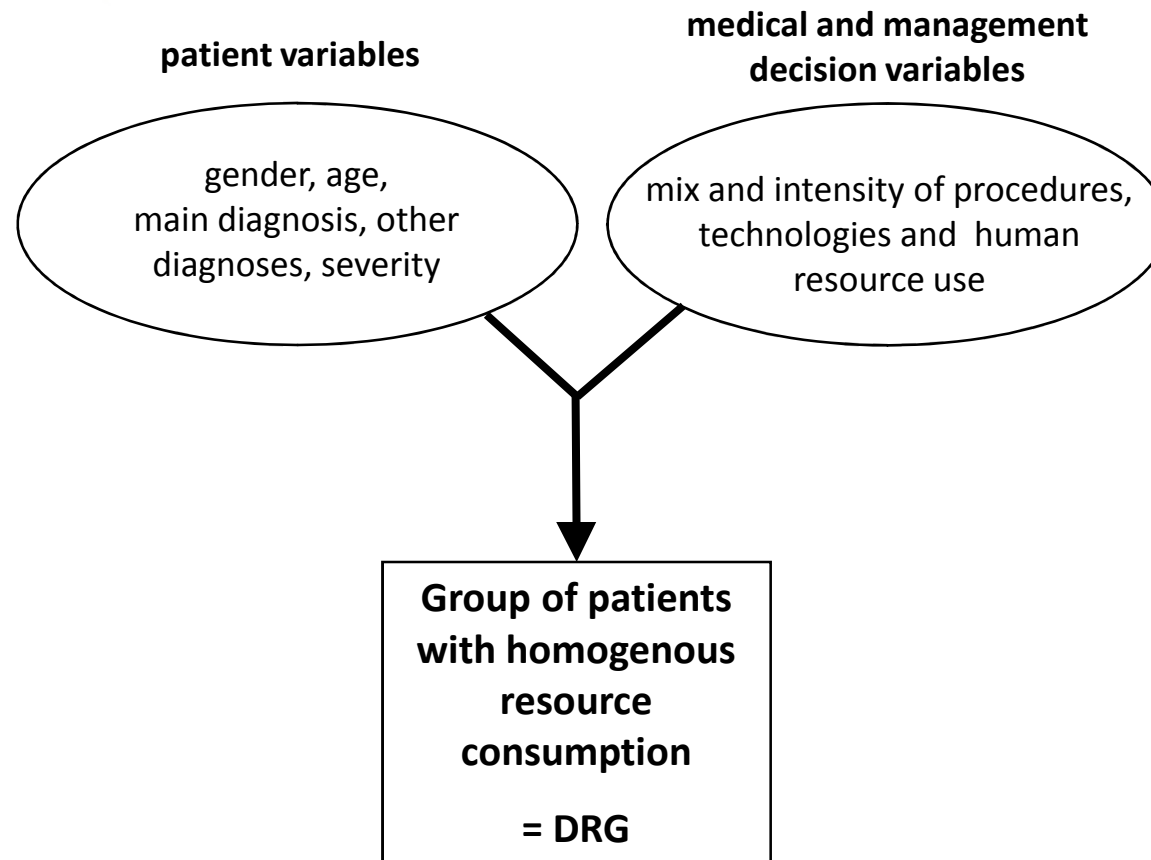 patient variables
medical and management
decision variables
gender, age,
main diagnosis, other
diagnoses, severity
mix and intensity of procedures,
technologies and  human
resource use
Group of patients
with homogenous
resource
consumption
= DRG